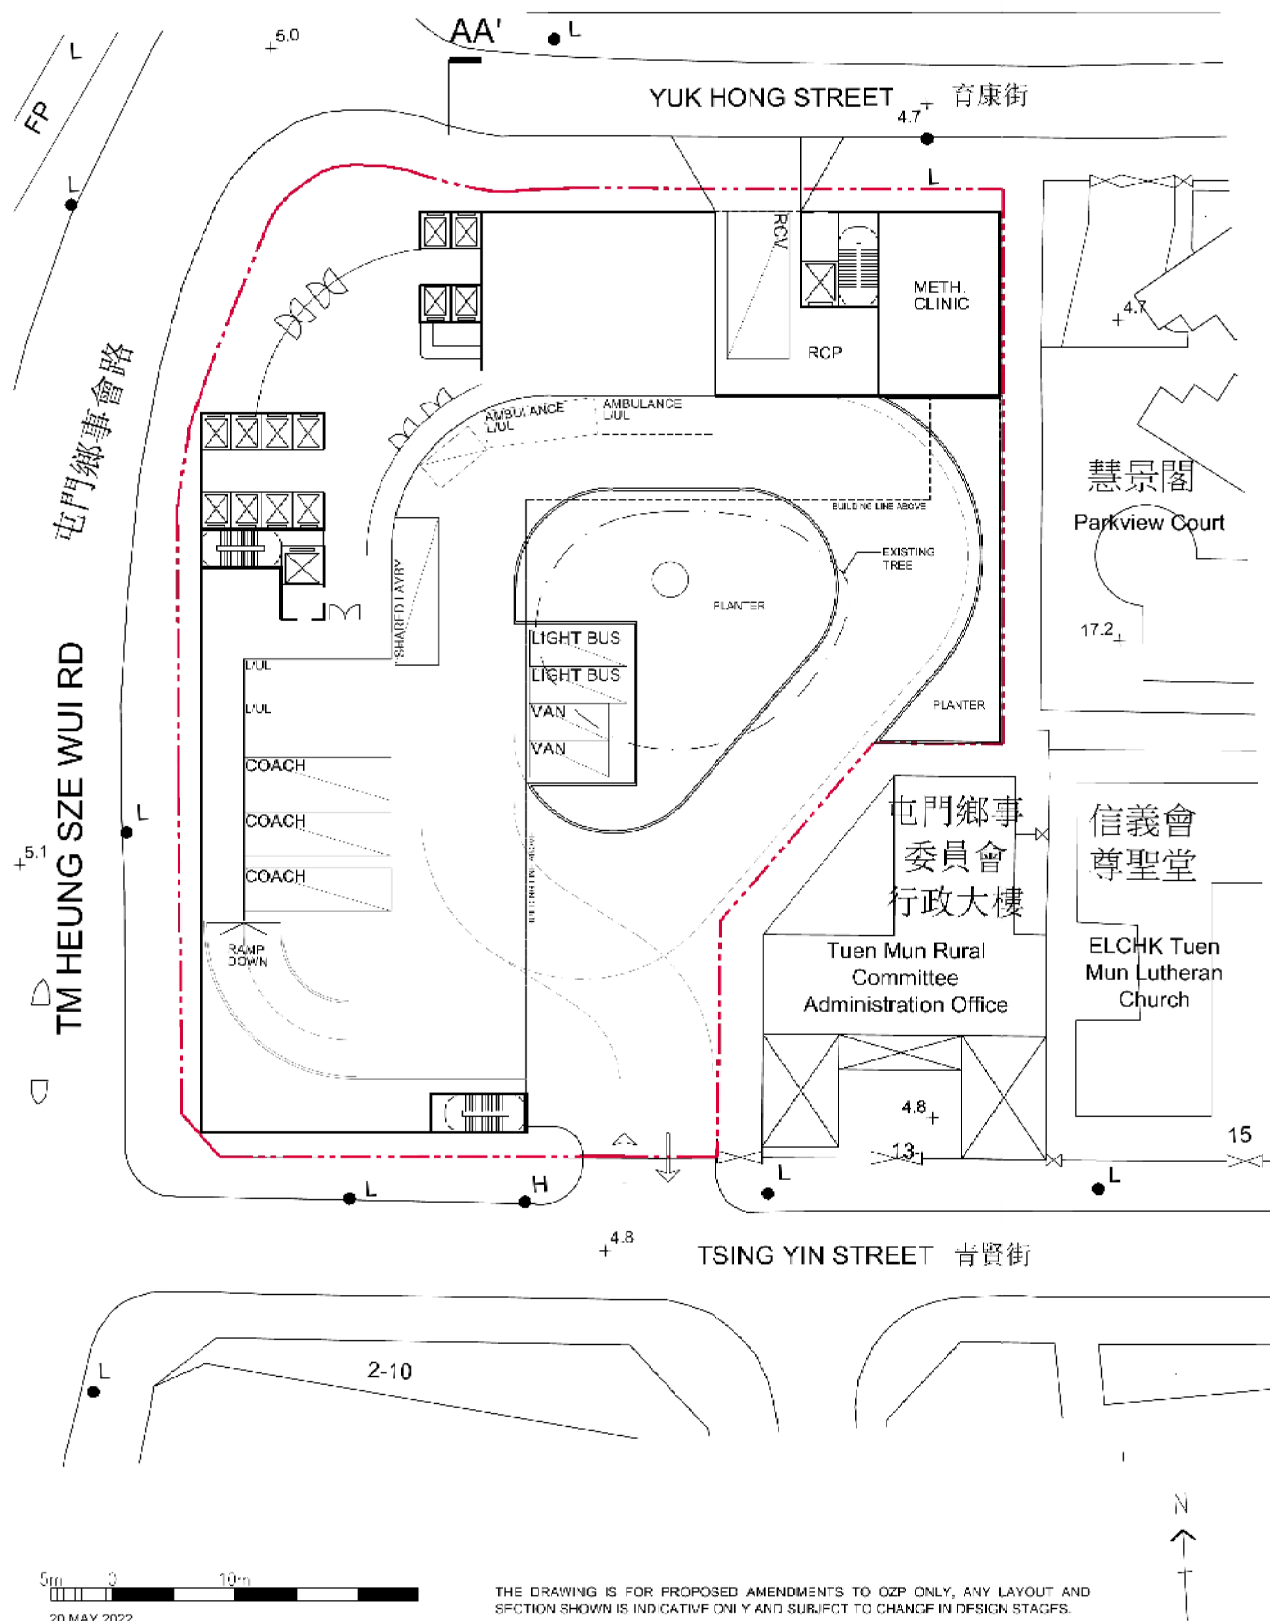 L
5.0
AA'
L
FP
YUK HONG STREET 育康街
4.7
L
L
RCV
METH.
CLINIC
4.7
RCP
屯門鄉事會路
AMBULANCE
L/UL
AMBULANCE
L/UL
慧景閣
Parkview Court
BUILDING LINE ABOVE
EXISTING
TREE
SHARED LAYBY
PLANTER
17.2
LIGHT BUS
L/UL
LIGHT BUS
L/UL
VAN
PLANTER
VAN
COACH
TM HEUNG SZE WUI RD
屯門鄉事
委員會
行政大樓
信義會
尊聖堂
L
COACH
5.1
COACH
BUILDING LINE ABOVE
RAMP
DOWN
Tuen Mun Rural
Committee
Administration Office
ELCHK Tuen
Mun Lutheran
Church
4.8
13
15
L
H
L
L
4.8
TSING YIN STREET 青賢街
2-10
L
N
5m 0 10m
20 MAY 2022
THE DRAWING IS FOR PROPOSED AMENDMENTS TO OZP ONLY, ANY LAYOUT AND
SECTION SHOWN IS INDICATIVE ONLY AND SUBJECT TO CHANGE IN DESIGN STAGES.